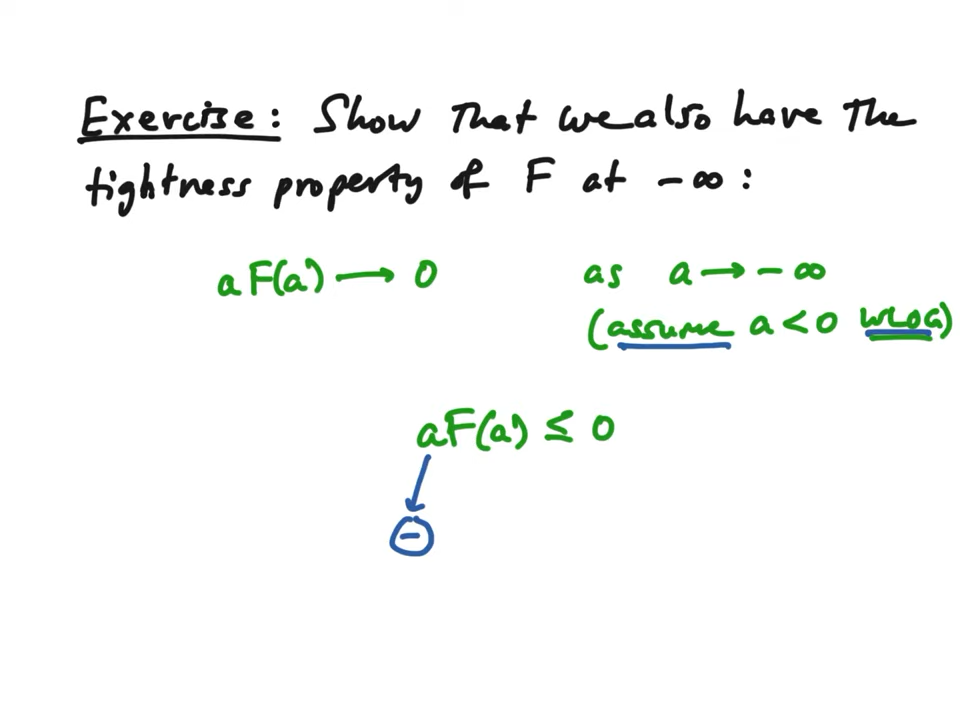 Exercise: Show that we also have the
tightness property of F at -∞:
aF(a) → 0 as a → -∞
(assume a < 0 WLOG)
aF(a) ≤ 0
-